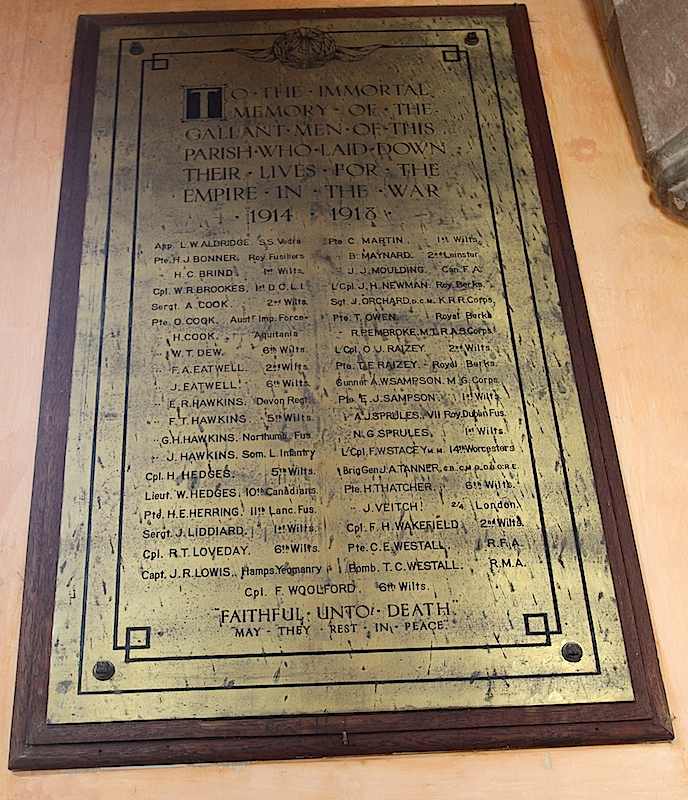 TO · THE · IMMORTAL
MEMORY · OF · THE ·
GALLANT · MEN · OF · THIS
PARISH · WHO · LAID · DOWN
THEIR · LIVES · FOR · THE
EMPIRE · IN · THE · WAR
· 1914 · 1918 ·
App. L.W. ALDRIDGE. S.S. Vedra
Pte. H.J. BONNER. Roy Fusiliers
" H.C. BRIND. 1st Wilts.
Cpl. W.R. BROOKES. 1st D.C.L.I.
Sergt. A. COOK. 2nd Wilts.
Pte. O. COOK. Austn Imp. Force
" H. COOK. "Aquitania"
" W.T. DEW. 6th Wilts.
" F.A. EATWELL. 2nd Wilts.
" J. EATWELL. 6th Wilts.
" E.R. HAWKINS. Devon Regt.
" F.T. HAWKINS. 5th Wilts.
" G.H. HAWKINS. Northumd. Fus.
" J. HAWKINS. Som. L. Infantry
Cpl. H. HEDGES. 5th Wilts.
Lieut. W. HEDGES. 10th Canadians.
Pte. H.E. HERRING. 11th Lanc. Fus.
Sergt. J. LIDDIARD. 1st Wilts.
Cpl. R.T. LOVEDAY. 6th Wilts.
Capt. J.R. LOWIS. Hamps. Yeomanry
Pte C. MARTIN. 1st Wilts.
" B. MAYNARD. 2nd Leinster.
" J.J. MOULDING. Can. F.A.
L'Cpl. J.H. NEWMAN. Roy. Berks.
Sgt. J. ORCHARD. D.C.M. K.R.R. Corps.
Pte. T. OWEN. Royal Berks
" R. PEMBROKE. M.T. R.A.S. Corps.
L'Cpl. O.J. RAIZEY. 2nd Wilts.
Pte. T.E. RAIZEY. Royal Berks.
Gunner A.W. SAMPSON. M.G. Corps.
Pte E.J. SAMPSON. 1st Wilts.
" A.J. SPRULES. VII Roy. Dublin Fus.
" N.G. SPRULES. 1st Wilts.
L'Cpl. F.W. STACEY M.M. 14th Worcesters
Brig Gen J.A. TANNER. C.B. C.M.G. D.S.O. R.E.
Pte. H. THATCHER. 6th Wilts.
" J. VEITCH. 2/4 London.
Cpl. F.H. WAKEFIELD. 2nd Wilts.
Pte. C.E. WESTALL. R.F.A.
Bomb. T.C. WESTALL. R.M.A.
Cpl. F. WOOLFORD. 6th Wilts.
"FAITHFUL · UNTO · DEATH.
"MAY · THEY · REST · IN · PEACE."